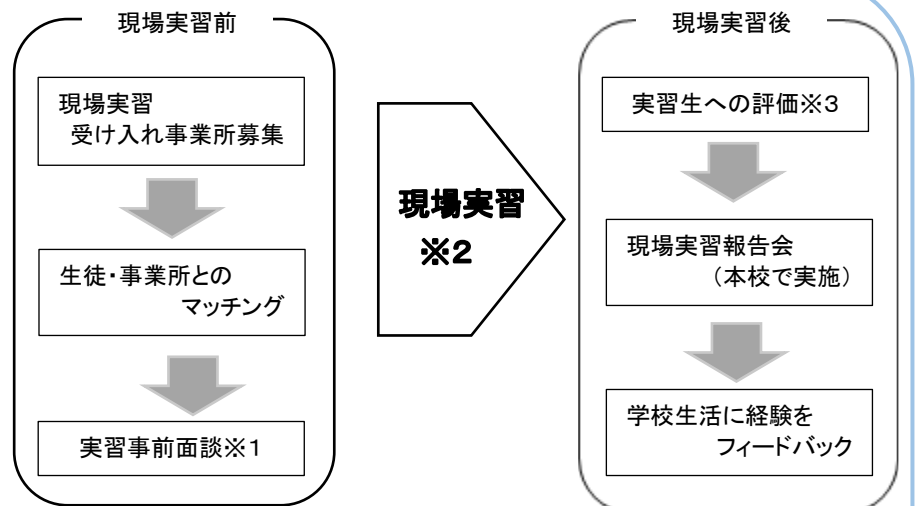 現場実習前
現場実習
受け入れ事業所募集
生徒・事業所との
マッチング
実習事前面談※1
現場実習
※2
現場実習後
実習生への評価※3
現場実習報告会
(本校で実施)
学校生活に経験を
フィードバック